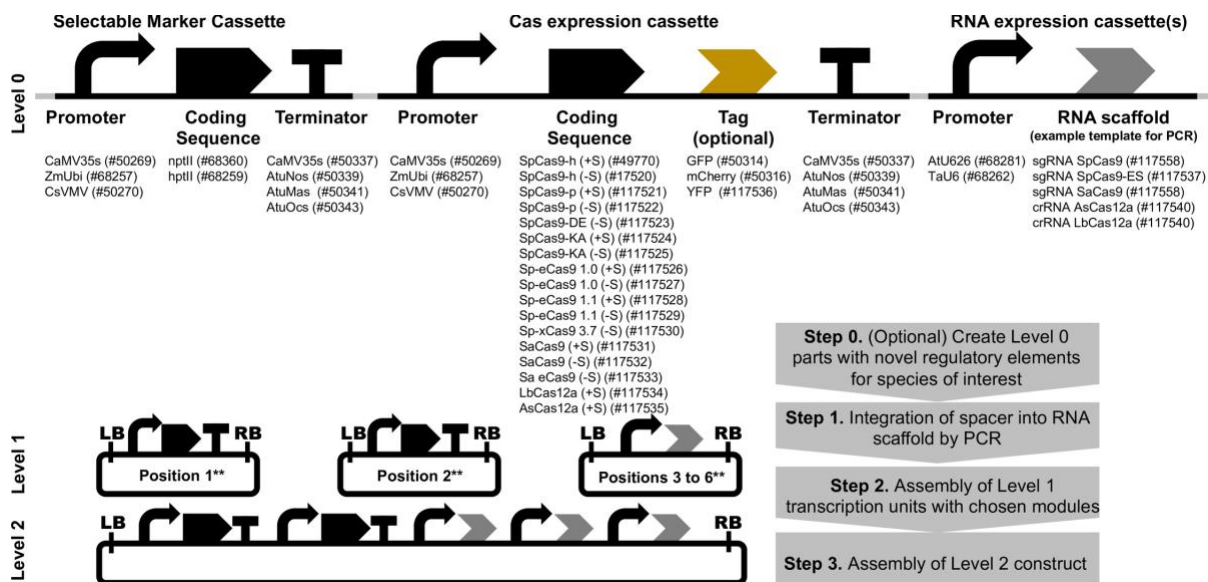 Selectable Marker Cassette
Cas expression cassette
RNA expression cassette(s)
Level 0
Promoter
CaMV35s (#50269)
ZmUbi (#68257)
CsVMV (#50270)
Coding
Sequence
nptII (#68360)
hptII (#68259)
Terminator
CaMV35s (#50337)
AtuNos (#50339)
AtuMas (#50341)
AtuOcs (#50343)
Promoter
CaMV35s (#50269)
ZmUbi (#68257)
CsVMV (#50270)
Coding
Sequence
SpCas9-h (+S) (#49770)
SpCas9-h (-S) (#17520)
SpCas9-p (+S) (#117521)
SpCas9-p (-S) (#117522)
SpCas9-DE (-S) (#117523)
SpCas9-KA (+S) (#117524)
SpCas9-KA (-S) (#117525)
Sp-eCas9 1.0 (+S) (#117526)
Sp-eCas9 1.0 (-S) (#117527)
Sp-eCas9 1.1 (+S) (#117528)
Sp-eCas9 1.1 (-S) (#117529)
Sp-xCas9 3.7 (-S) (#117530)
SaCas9 (+S) (#117531)
SaCas9 (-S) (#117532)
Sa eCas9 (-S) (#117533)
LbCas12a (+S) (#117534)
AsCas12a (+S) (#117535)
Tag
(optional)
GFP (#50314)
mCherry (#50316)
YFP (#117536)
Terminator
CaMV35s (#50337)
AtuNos (#50339)
AtuMas (#50341)
AtuOcs (#50343)
Promoter
AtU626 (#68281)
TaU6 (#68262)
RNA scaffold
(example template for PCR)
sgRNA SpCas9 (#117558)
sgRNA SpCas9-ES (#117537)
sgRNA SaCas9 (#117558)
crRNA AsCas12a (#117540)
crRNA LbCas12a (#117540)
Level 1
LB
RB
Position 1**
LB
RB
Position 2**
LB
RB
Positions 3 to 6**
Level 2
LB
RB
Step 0. (Optional) Create Level 0
parts with novel regulatory elements
for species of interest
Step 1. Integration of spacer into RNA
scaffold by PCR
Step 2. Assembly of Level 1
transcription units with chosen modules
Step 3. Assembly of Level 2 construct